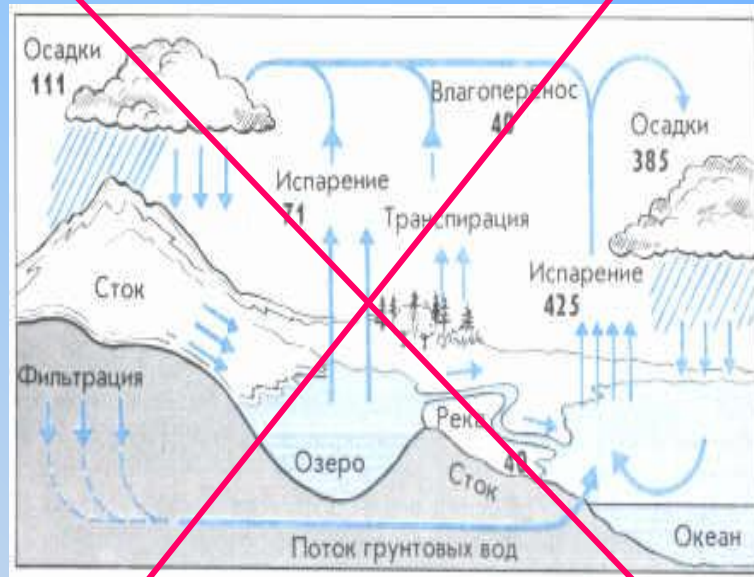 Осадки
111
Влагоперенос
40
Осадки
385
Испарение
71
Транспирация
Испарение
425
Сток
Фильтрация
Река
40
Озеро
Сток
Океан
Поток грунтовых вод